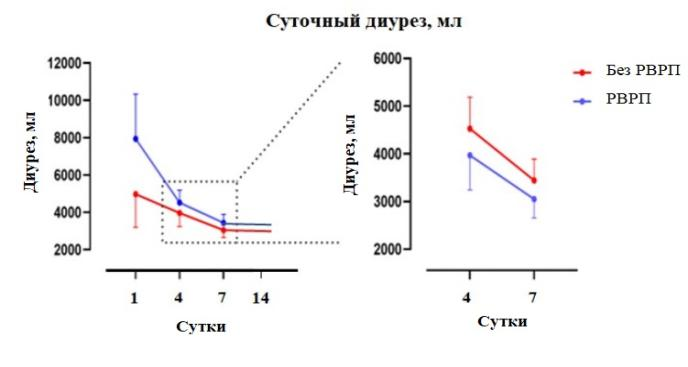 Суточный диурез, мл
Диурез, мл
12000
10000
8000
6000
4000
2000
1 4 7 14
Сутки
Диурез, мл
6000
5000
4000
3000
2000
4 7
Сутки
Без РВРП
РВРП